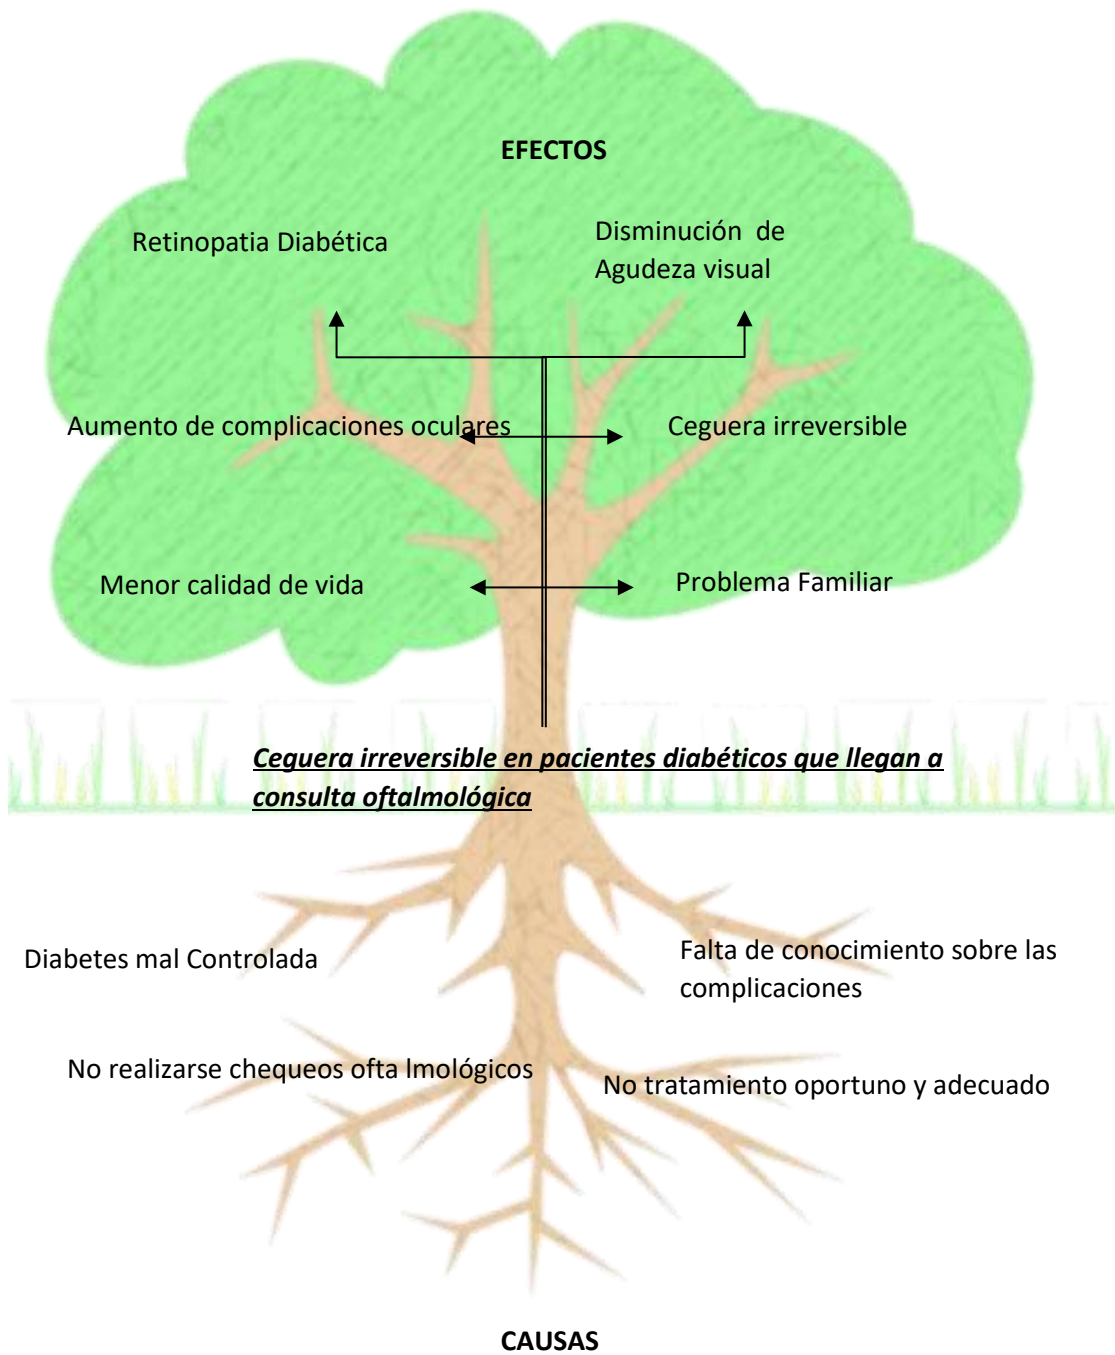 EFECTOS
Retinopatia Diabética
Disminución de
Agudeza visual
Aumento de complicaciones oculares
Ceguera irreversible
Menor calidad de vida
Problema Familiar
Ceguera irreversible en pacientes diabéticos que llegan a
consulta oftalmológica
Diabetes mal Controlada
Falta de conocimiento sobre las
complicaciones
No realizarse chequeos ofta lmológicos
No tratamiento oportuno y adecuado
CAUSAS